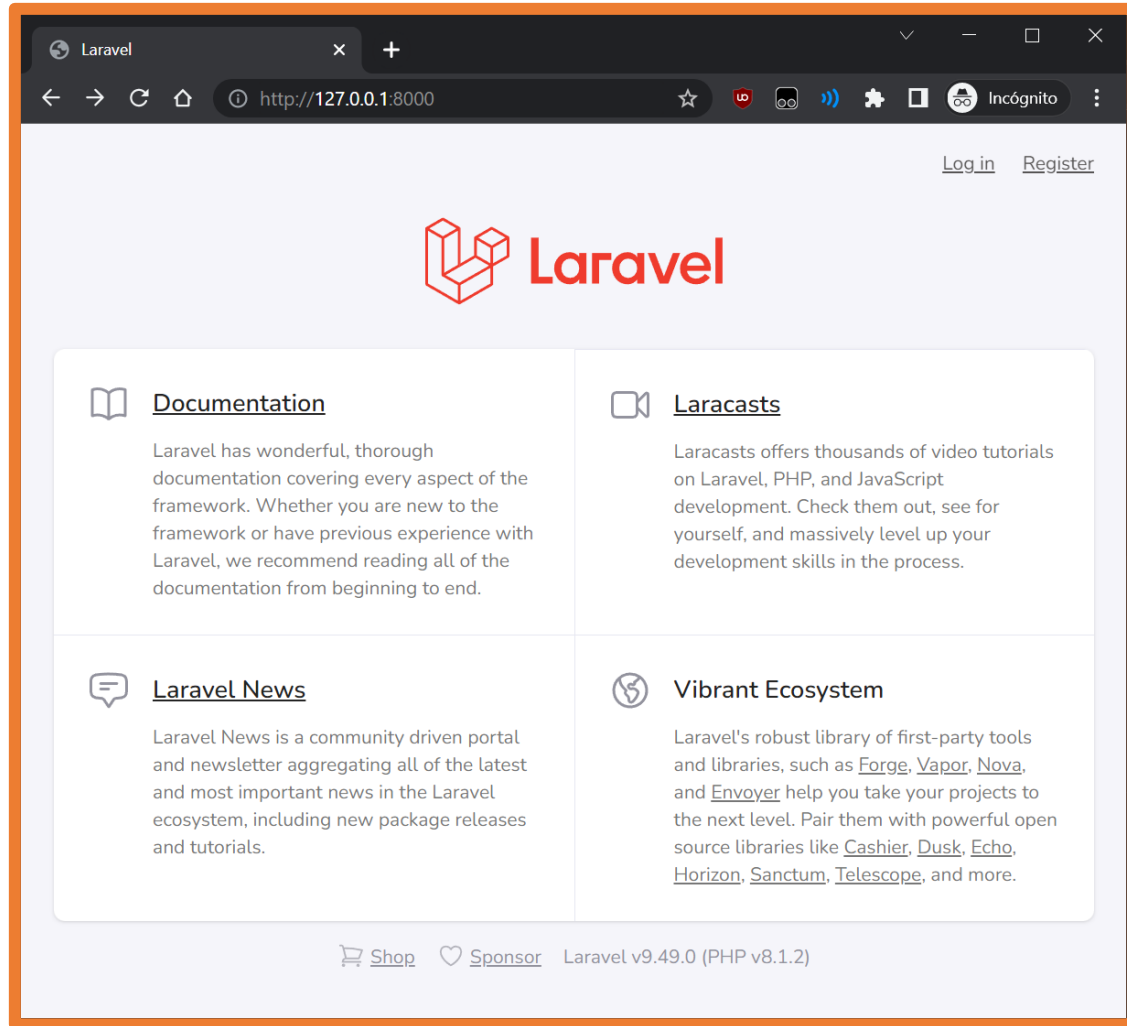 Laravel
http://127.0.0.1:8000
Incógnito
Log in Register
Laravel
Documentation
Laravel has wonderful, thorough
documentation covering every aspect of the
framework. Whether you are new to the
framework or have previous experience with
Laravel, we recommend reading all of the
documentation from beginning to end.
Laracasts
Laracasts offers thousands of video tutorials
on Laravel, PHP, and JavaScript
development. Check them out, see for
yourself, and massively level up your
development skills in the process.
Laravel News
Laravel News is a community driven portal
and newsletter aggregating all of the latest
and most important news in the Laravel
ecosystem, including new package releases
and tutorials.
Vibrant Ecosystem
Laravel's robust library of first-party tools
and libraries, such as Forge, Vapor, Nova,
and Envoyer help you take your projects to
the next level. Pair them with powerful open
source libraries like Cashier, Dusk, Echo,
Horizon, Sanctum, Telescope, and more.
Shop Sponsor Laravel v9.49.0 (PHP v8.1.2)